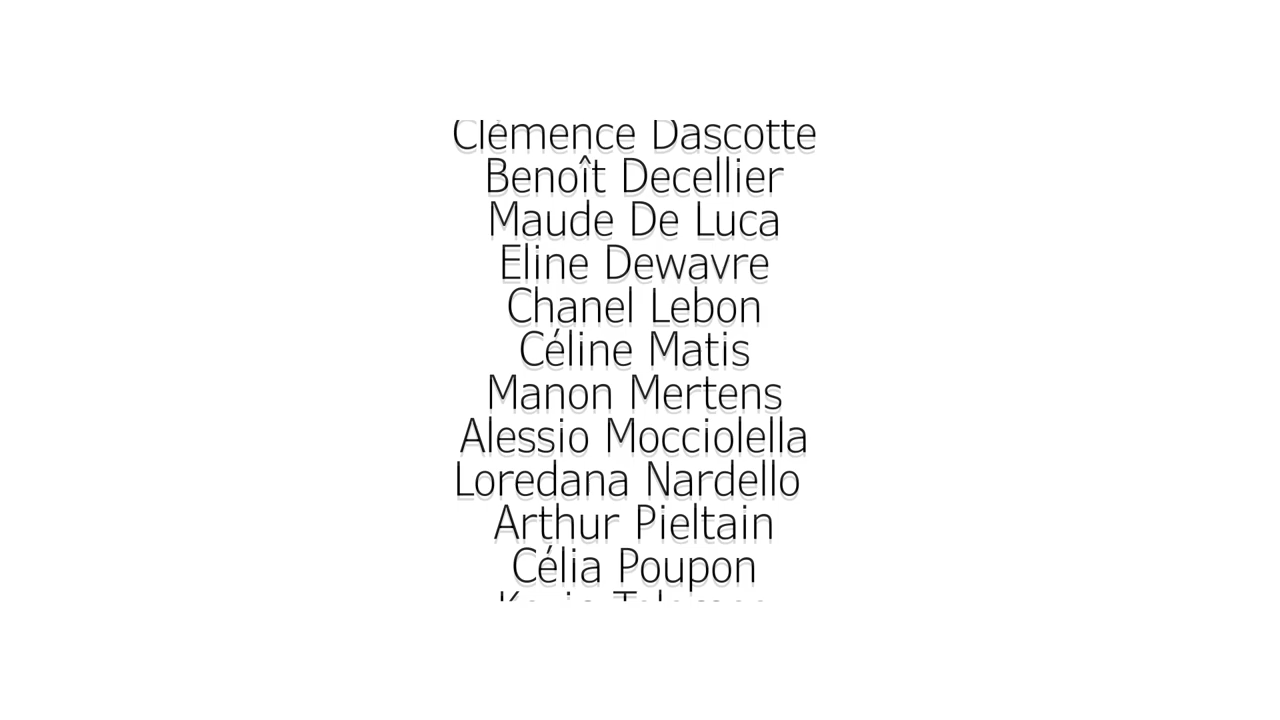 Clémence Dascotte
Benoît Decellier
Maude De Luca
Eline Dewavre
Chanel Lebon
Céline Matis
Manon Mertens
Alessio Mocciolella
Loredana Nardello
Arthur Pieltain
Célia Poupon